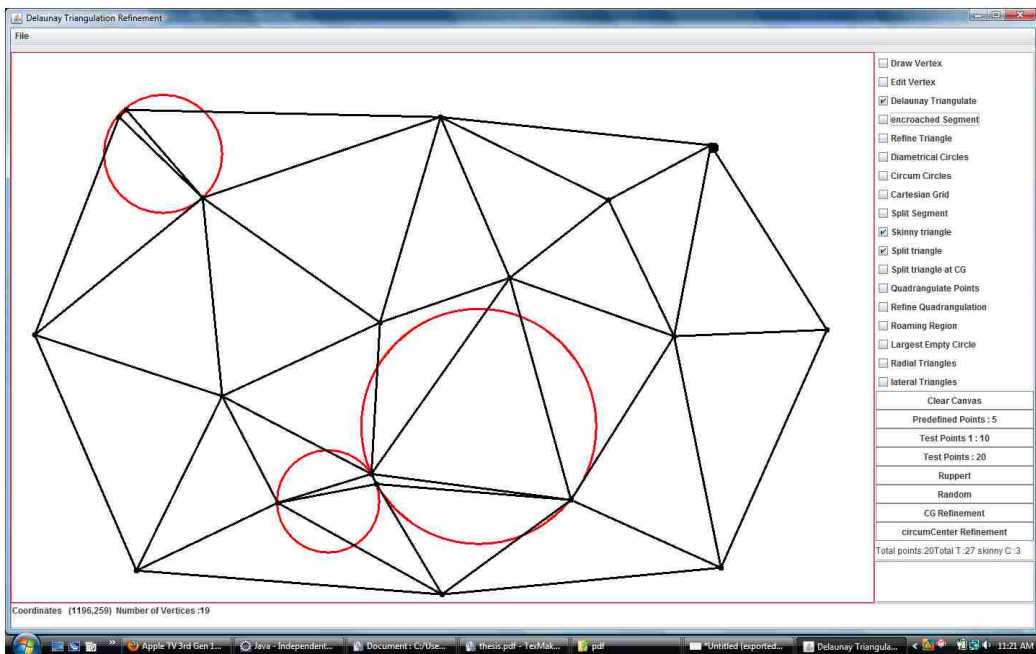 Delaunay Triangulation Refinement
File
Draw Vertex
Edit Vertex
Delaunay Triangulate
encroached Segment
Refine Triangle
Diametrical Circles
Circum Circles
Cartesian Grid
Split Segment
Skinny triangle
Split triangle
Split triangle at CG
Quadrangulate Points
Refine Quadrangulation
Roaming Region
Largest Empty Circle
Radial Triangles
lateral Triangles
Clear Canvas
Predefined Points : 5
Test Points 1 : 10
Test Points : 20
Ruppert
Random
CG Refinement
circumCenter Refinement
Total points:20Total T :27 skinny C :3
Coordinates (1196,259) Number of Vertices :19
Apple TV 3rd Gen 1... Java - Independent... Document : C:/Use... thesis.pdf - TexMak... pdf *Untitled (exported... Delaunay Triangula... 11:21 AM